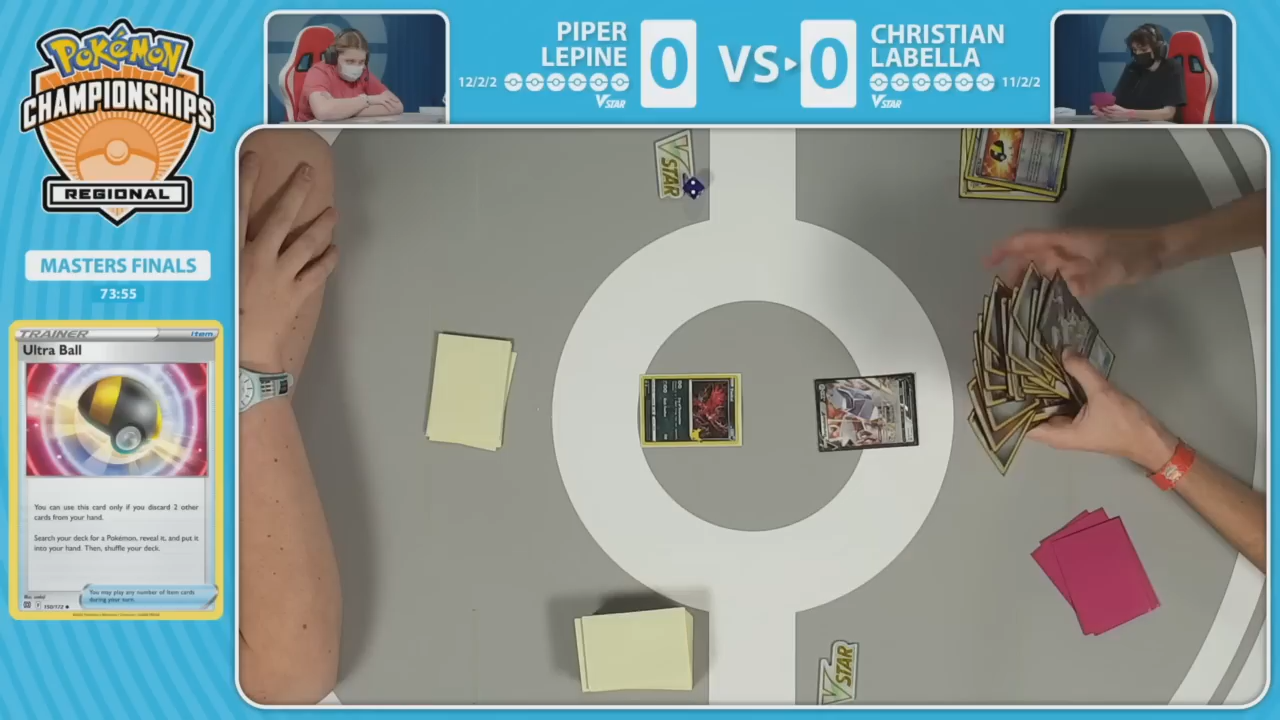 Pokémon
CHAMPIONSHIPS
REGIONAL
MASTERS FINALS
73:55
TRAINER
Item
Ultra Ball
You can use this card only if you discard 2 other
cards from your hand.
Search your deck for a Pokémon, reveal it, and put it
into your hand. Then, shuffle your deck.
You may play any number of Item cards
during your turn.
150/172
PIPER
LEPINE
12/2/2
VSTAR
0
VS
0
CHRISTIAN
LABELLA
11/2/2
VSTAR
VSTAR
VSTAR